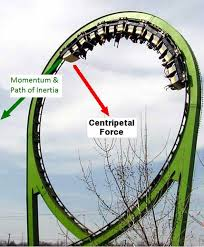 Momentum &
Path of Inertia
Centripetal
Force